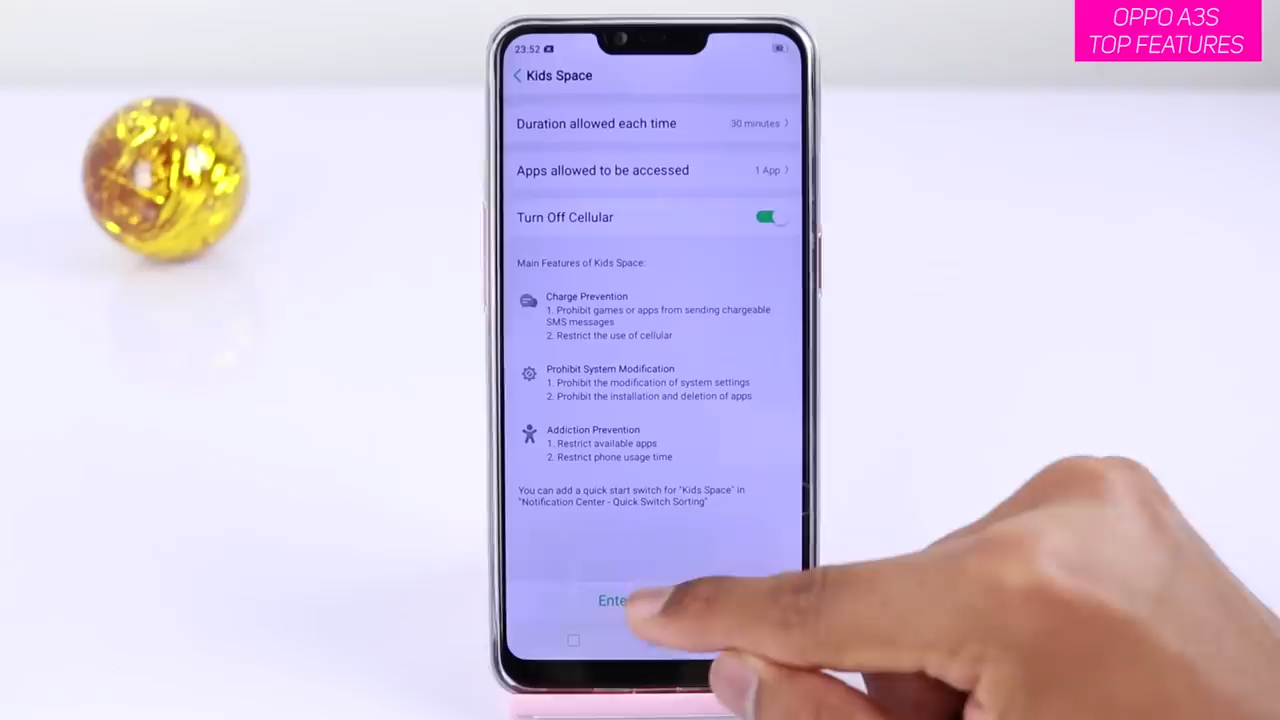 OPPO A3S
TOP FEATURES
23:52
Kids Space
Duration allowed each time 30 minutes
Apps allowed to be accessed 1 App
Turn Off Cellular
Main Features of Kids Space:
Charge Prevention
1. Prohibit games or apps from sending chargeable
SMS messages
2. Restrict the use of cellular
Prohibit System Modification
1. Prohibit the modification of system settings
2. Prohibit the installation and deletion of apps
Addiction Prevention
1. Restrict available apps
2. Restrict phone usage time
You can add a quick start switch for "Kids Space" in
"Notification Center - Quick Switch Sorting"